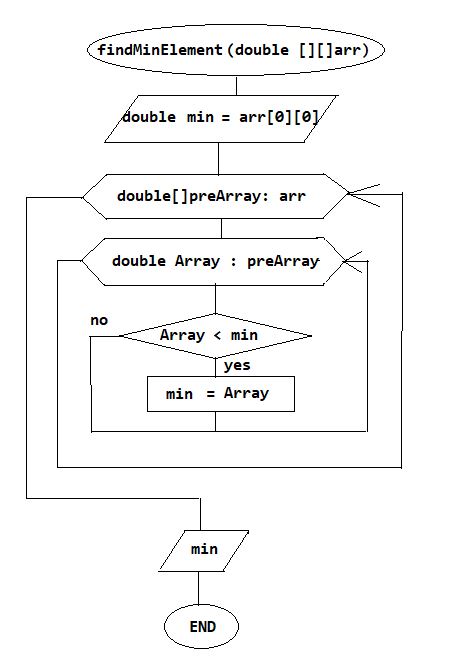 findMinElement(double [][]arr)
double min = arr[0][0]
double[]preArray: arr
double Array : preArray
no
Array < min
yes
min = Array
min
END